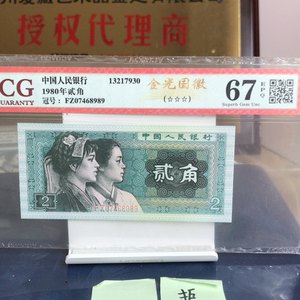 授权代理商
CG
GUARANTY
中国人民银行
1980年贰角
冠号：FZ07468989
13217930
金光国徽
(☆☆☆)
67
EPQ
Superb Gem Unc
中国人民银行
贰角
2
2
FZ07468989